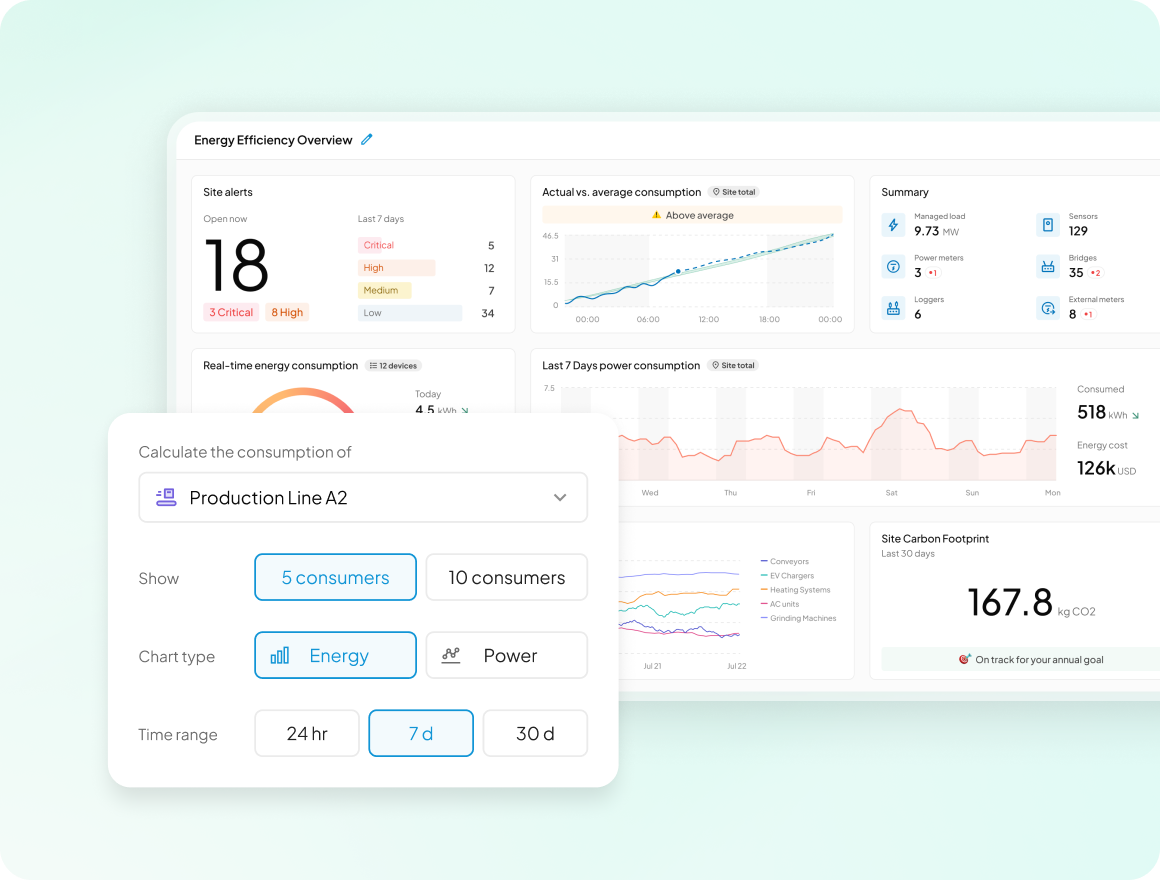 Energy Efficiency Overview
Site alerts
Open now
18
3 Critical
8 High
Last 7 days
Critical 5
High 12
Medium 7
Low 34
Actual vs. average consumption
Site total
Above average
46.5
31
15.5
0
00:00 06:00 12:00 18:00 00:00
Summary
Managed load
9.73 MW
Sensors
129
Power meters
3 1
Bridges
35 2
Loggers
6
External meters
8 1
Real-time energy consumption
12 devices
Today
4.5 kWh
Last 7 Days power consumption
Site total
7.5
Wed Thu Fri Sat Sun Mon
Consumed
518 kWh
Energy cost
126k USD
Conveyors
EV Chargers
Heating Systems
AC units
Grinding Machines
Jul 21 Jul 22
Site Carbon Footprint
Last 30 days
167.8 kg CO2
On track for your annual goal
Calculate the consumption of
Production Line A2
Show 5 consumers 10 consumers
Chart type Energy Power
Time range 24 hr 7 d 30 d